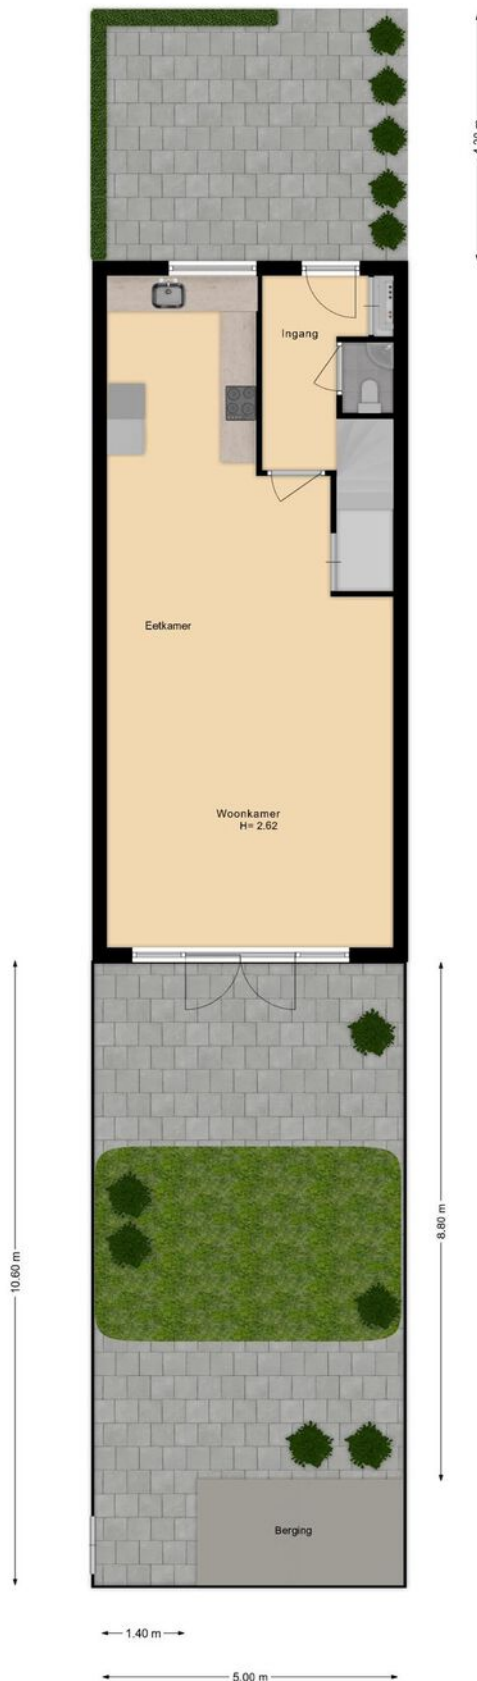 Ingang
Eetkamer
Woonkamer
H= 2.62
8.80 m
10.60 m
Berging
1.40 m
5.00 m